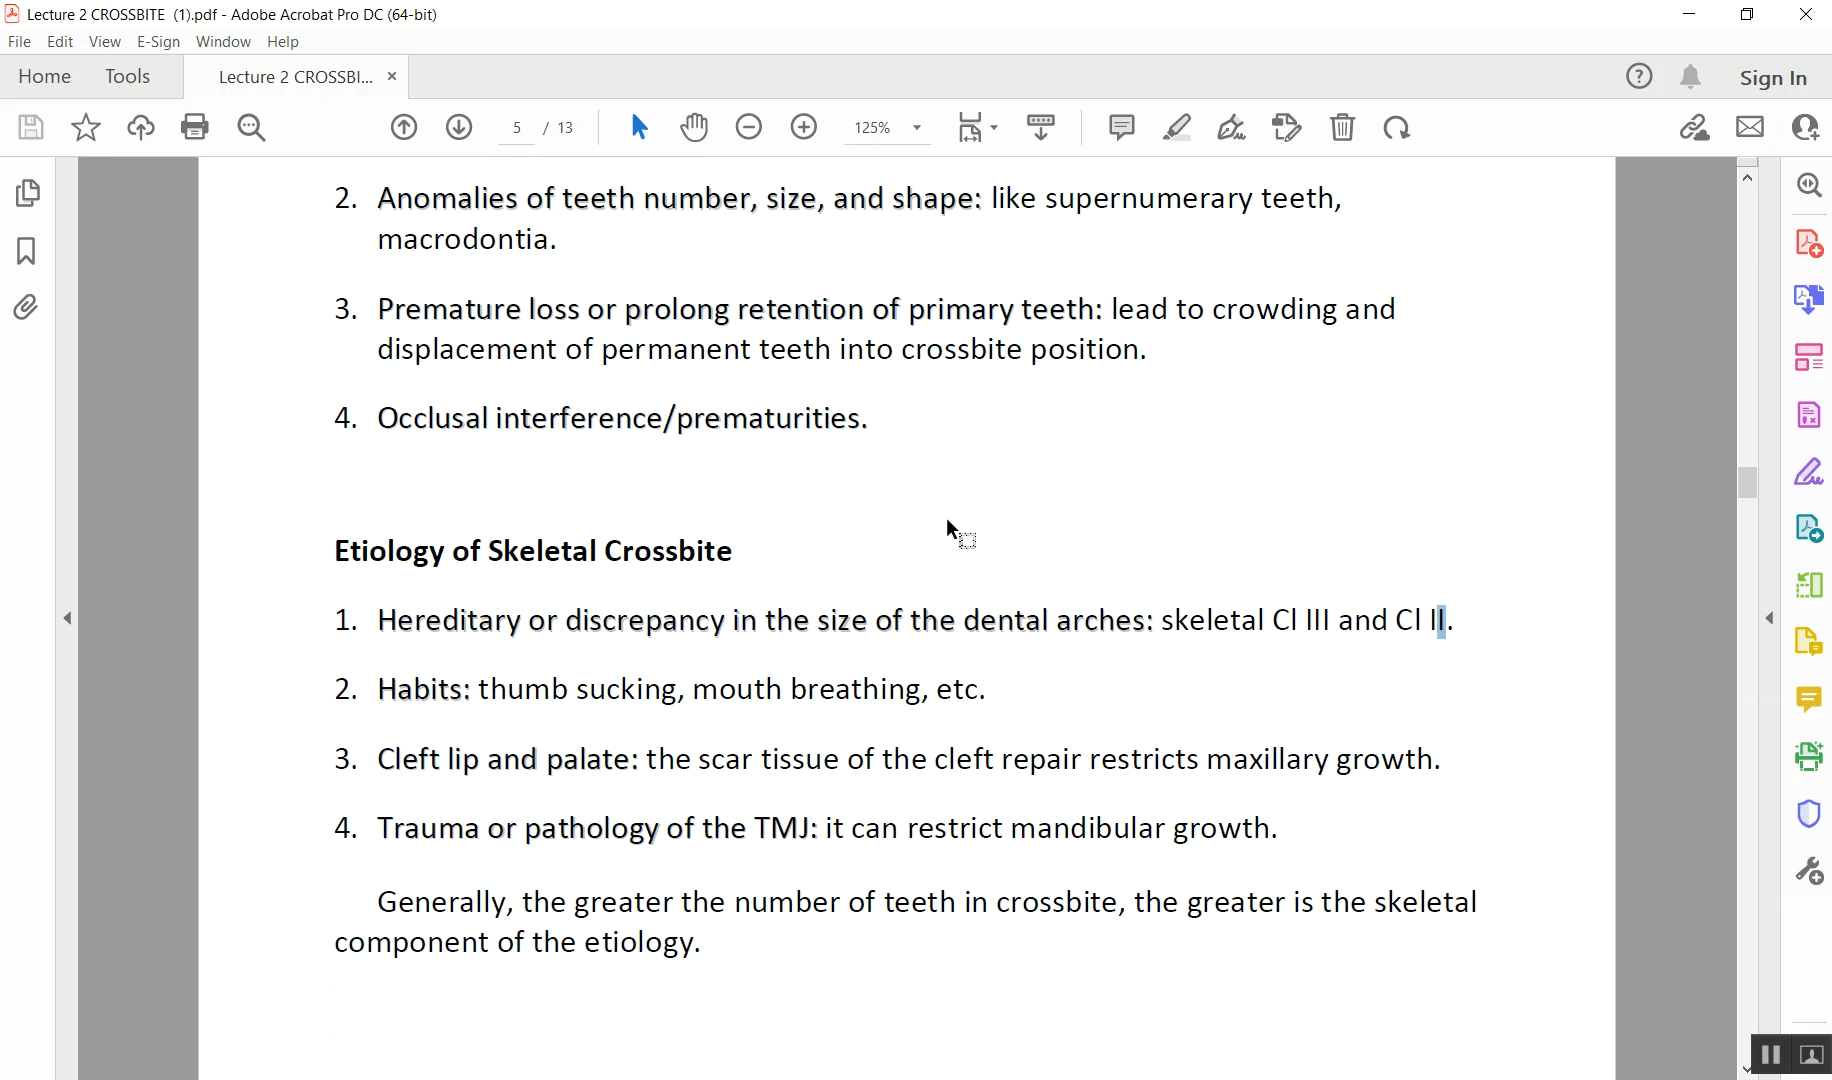 Lecture 2 CROSSBITE (1).pdf - Adobe Acrobat Pro DC (64-bit)
File Edit View E-Sign Window Help
Home Tools Lecture 2 CROSSBI... × Sign In
5 / 13 125%
2. Anomalies of teeth number, size, and shape: like supernumerary teeth,
macrodontia.
3. Premature loss or prolong retention of primary teeth: lead to crowding and
displacement of permanent teeth into crossbite position.
4. Occlusal interference/prematurities.
Etiology of Skeletal Crossbite
1. Hereditary or discrepancy in the size of the dental arches: skeletal Cl III and Cl II.
2. Habits: thumb sucking, mouth breathing, etc.
3. Cleft lip and palate: the scar tissue of the cleft repair restricts maxillary growth.
4. Trauma or pathology of the TMJ: it can restrict mandibular growth.
Generally, the greater the number of teeth in crossbite, the greater is the skeletal
component of the etiology.